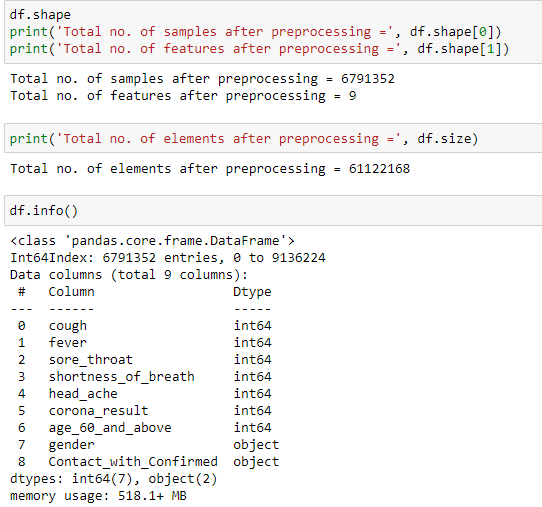 df.shape
print('Total no. of samples after preprocessing =', df.shape[0])
print('Total no. of features after preprocessing =', df.shape[1])
Total no. of samples after preprocessing = 6791352
Total no. of features after preprocessing = 9
print('Total no. of elements after preprocessing =', df.size)
Total no. of elements after preprocessing = 61122168
df.info()
<class 'pandas.core.frame.DataFrame'>
Int64Index: 6791352 entries, 0 to 9136224
Data columns (total 9 columns):
 #   Column                  Dtype
---  ------                  -----
 0   cough                   int64
 1   fever                   int64
 2   sore_throat             int64
 3   shortness_of_breath     int64
 4   head_ache               int64
 5   corona_result           int64
 6   age_60_and_above        int64
 7   gender                  object
 8   Contact_with_Confirmed  object
dtypes: int64(7), object(2)
memory usage: 518.1+ MB